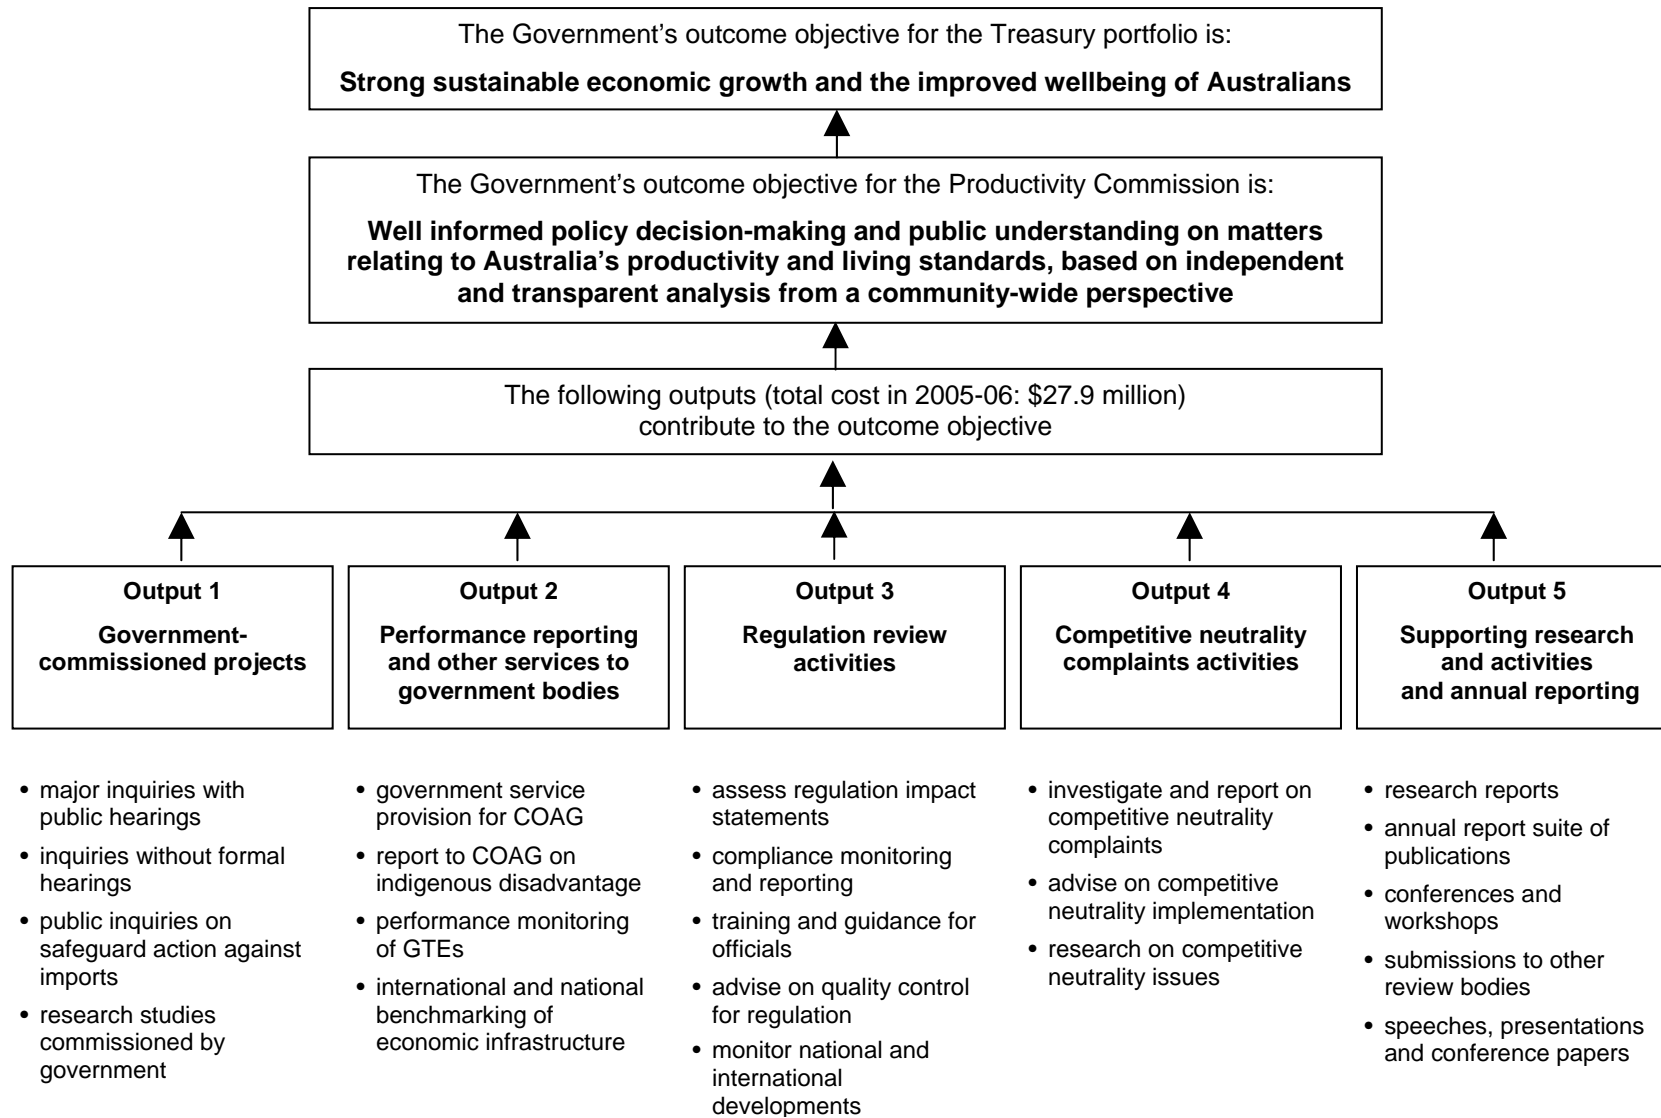 The Government’s outcome objective for the Treasury portfolio is:
Strong sustainable economic growth and the improved wellbeing of Australians
The Government’s outcome objective for the Productivity Commission is:
Well informed policy decision-making and public understanding on matters
relating to Australia’s productivity and living standards, based on independent
and transparent analysis from a community-wide perspective
The following outputs (total cost in 2005-06: $27.9 million)
contribute to the outcome objective
Output 1
Government-
commissioned projects
Output 2
Performance reporting
and other services to
government bodies
Output 3
Regulation review
activities
Output 4
Competitive neutrality
complaints activities
Output 5
Supporting research
and activities
and annual reporting
• major inquiries with
public hearings
• inquiries without formal
hearings
• public inquiries on
safeguard action against
imports
• research studies
commissioned by
government
• government service
provision for COAG
• report to COAG on
indigenous disadvantage
• performance monitoring
of GTEs
• international and national
benchmarking of
economic infrastructure
• assess regulation impact
statements
• compliance monitoring
and reporting
• training and guidance for
officials
• advise on quality control
for regulation
• monitor national and
international
developments
• investigate and report on
competitive neutrality
complaints
• advise on competitive
neutrality implementation
• research on competitive
neutrality issues
• research reports
• annual report suite of
publications
• conferences and
workshops
• submissions to other
review bodies
• speeches, presentations
and conference papers